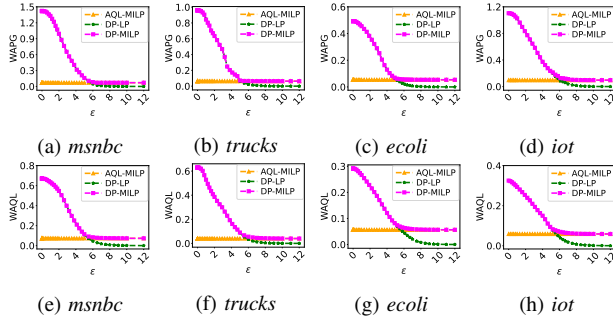 WAPG
1.5
1.2
0.9
0.6
0.3
0.0
AQL-MILP
DP-LP
DP-MILP
0 2 4 6 8 10 12
ε
(a) msnbc
WAPG
1.0
0.8
0.6
0.4
0.2
0.0
AQL-MILP
DP-LP
DP-MILP
0 2 4 6 8 10 12
ε
(b) trucks
WAPG
0.6
0.4
0.2
0.0
AQL-MILP
DP-LP
DP-MILP
0 2 4 6 8 10 12
ε
(c) ecoli
WAPG
1.2
0.8
0.4
0.0
AQL-MILP
DP-LP
DP-MILP
0 2 4 6 8 10 12
ε
(d) iot
WAQL
0.8
0.6
0.4
0.2
0.0
AQL-MILP
DP-LP
DP-MILP
0 2 4 6 8 10 12
ε
(e) msnbc
WAQL
0.6
0.4
0.2
0.0
AQL-MILP
DP-LP
DP-MILP
0 2 4 6 8 10 12
ε
(f) trucks
WAQL
0.3
0.2
0.1
0.0
AQL-MILP
DP-LP
DP-MILP
0 2 4 6 8 10 12
ε
(g) ecoli
WAQL
0.4
0.2
0.0
AQL-MILP
DP-LP
DP-MILP
0 2 4 6 8 10 12
ε
(h) iot